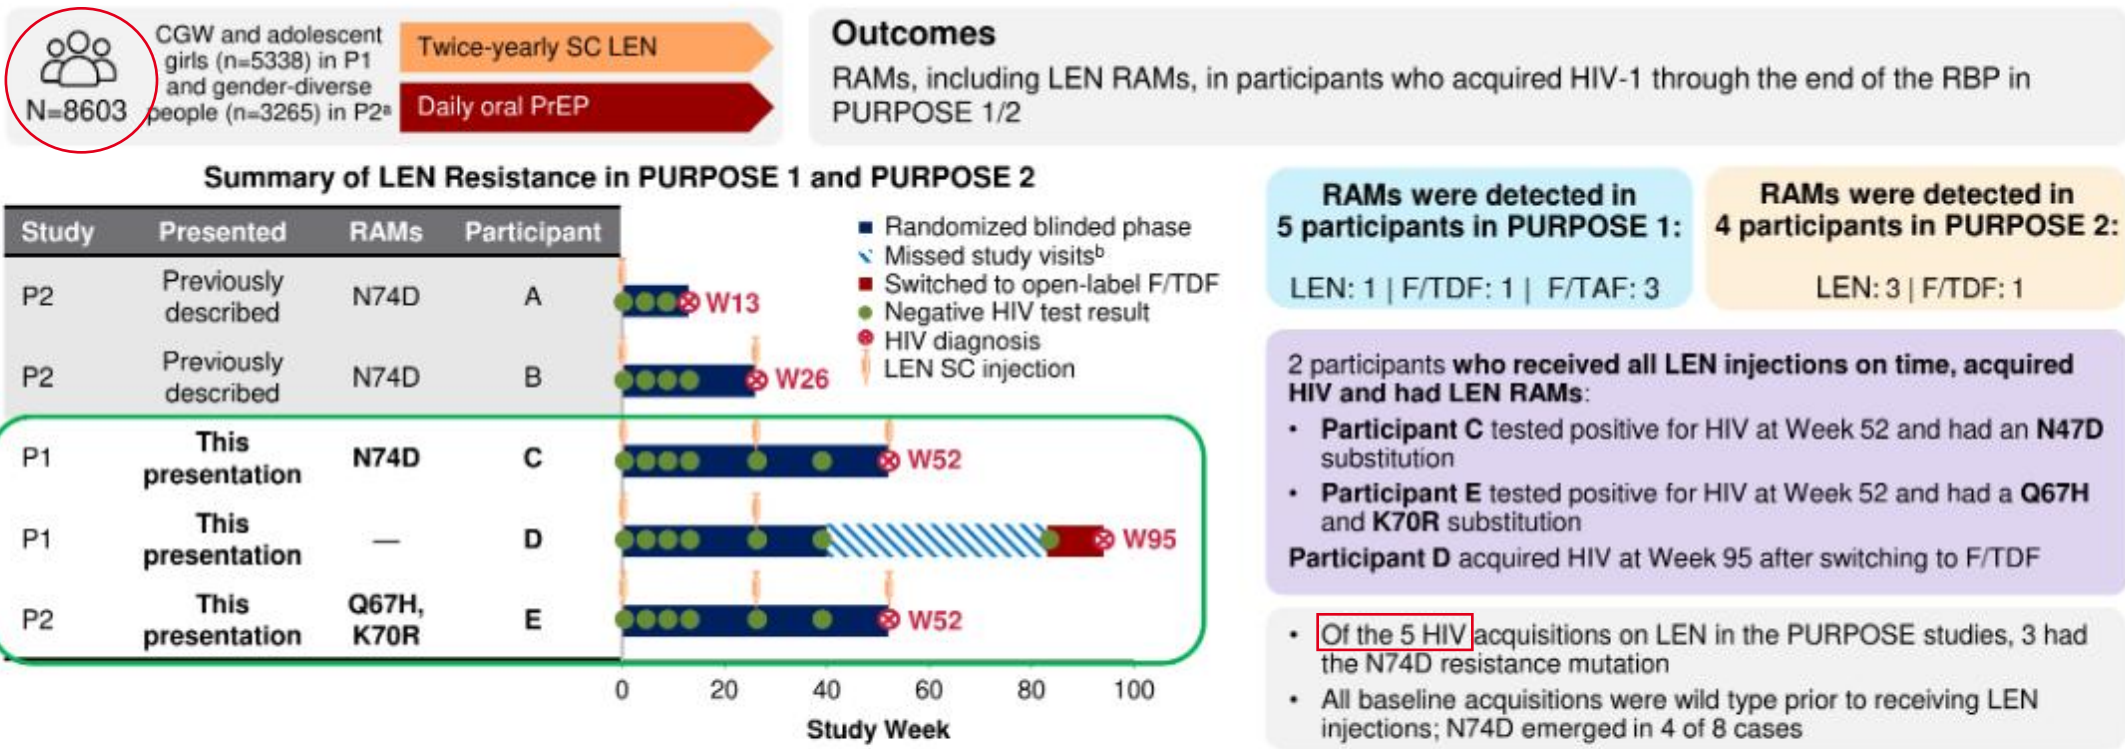 N=8603
CGW and adolescent
girls (n=5338) in P1
and gender-diverse
people (n=3265) in P2ᵃ
Twice-yearly SC LEN
Daily oral PrEP
Outcomes
RAMs, including LEN RAMs, in participants who acquired HIV-1 through the end of the RBP in
PURPOSE 1/2
Summary of LEN Resistance in PURPOSE 1 and PURPOSE 2
Study Presented RAMs Participant
P2 Previously described N74D A
W13
P2 Previously described N74D B
W26
P1 This presentation N74D C
W52
P1 This presentation — D
W95
P2 This presentation Q67H, K70R E
W52
Randomized blinded phase
Missed study visitsᵇ
Switched to open-label F/TDF
Negative HIV test result
HIV diagnosis
LEN SC injection
0 20 40 60 80 100
Study Week
RAMs were detected in
5 participants in PURPOSE 1:
LEN: 1 | F/TDF: 1 | F/TAF: 3
RAMs were detected in
4 participants in PURPOSE 2:
LEN: 3 | F/TDF: 1
2 participants who received all LEN injections on time, acquired
HIV and had LEN RAMs:
• Participant C tested positive for HIV at Week 52 and had an N47D
substitution
• Participant E tested positive for HIV at Week 52 and had a Q67H
and K70R substitution
Participant D acquired HIV at Week 95 after switching to F/TDF
• Of the 5 HIV acquisitions on LEN in the PURPOSE studies, 3 had
the N74D resistance mutation
• All baseline acquisitions were wild type prior to receiving LEN
injections; N74D emerged in 4 of 8 cases